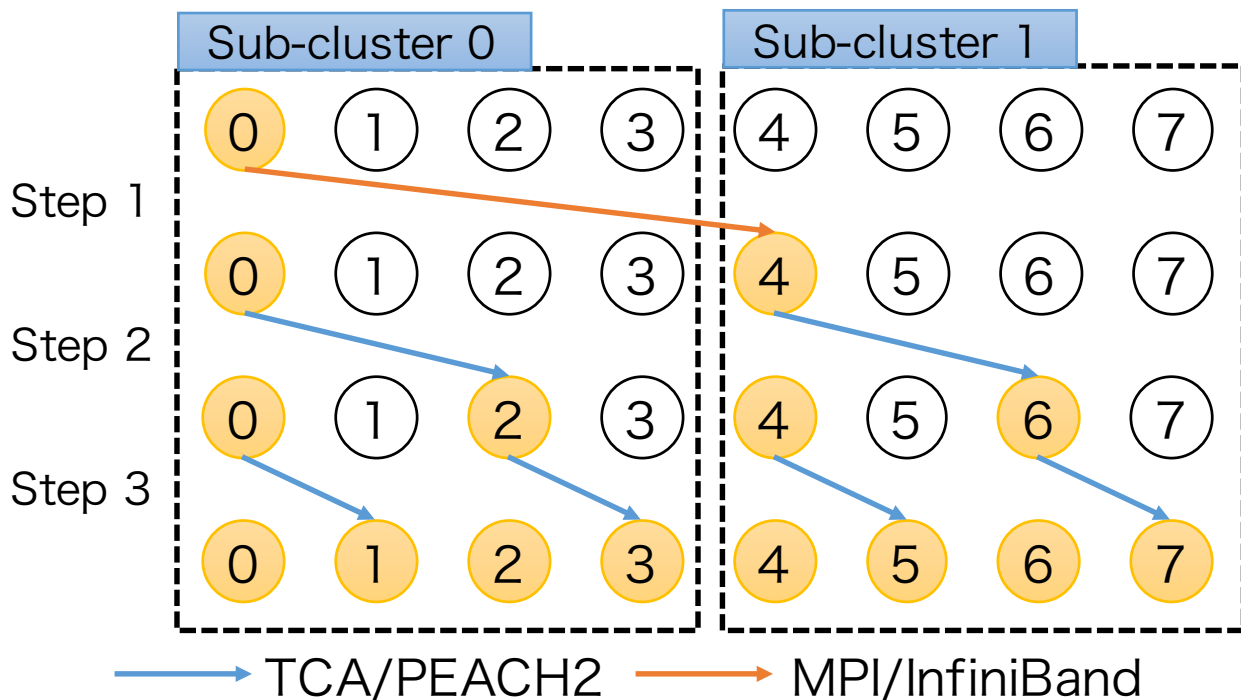 Sub-cluster 0 Sub-cluster 1
0 1 2 3 4 5 6 7
Step 1
0 1 2 3 4 5 6 7
Step 2
0 1 2 3 4 5 6 7
Step 3
0 1 2 3 4 5 6 7
TCA/PEACH2 MPI/InfiniBand